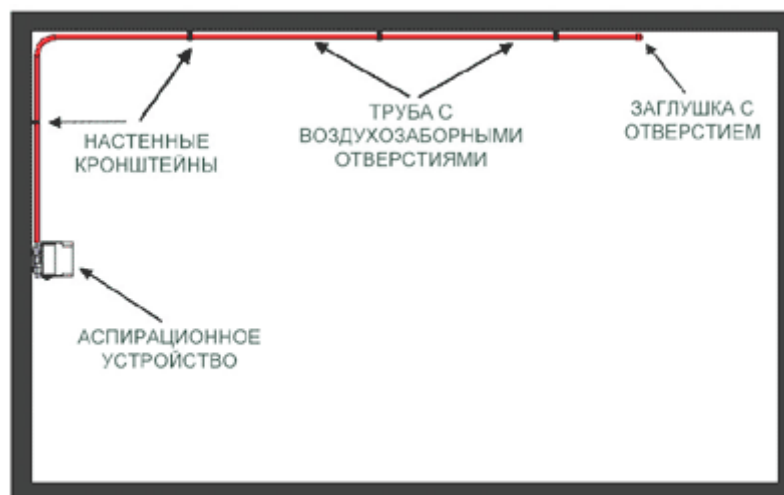 НАСТЕННЫЕ
КРОНШТЕЙНЫ
ТРУБА С
ВОЗДУХОЗАБОРНЫМИ
ОТВЕРСТИЯМИ
ЗАГЛУШКА С
ОТВЕРСТИЕМ
АСПИРАЦИОННОЕ
УСТРОЙСТВО